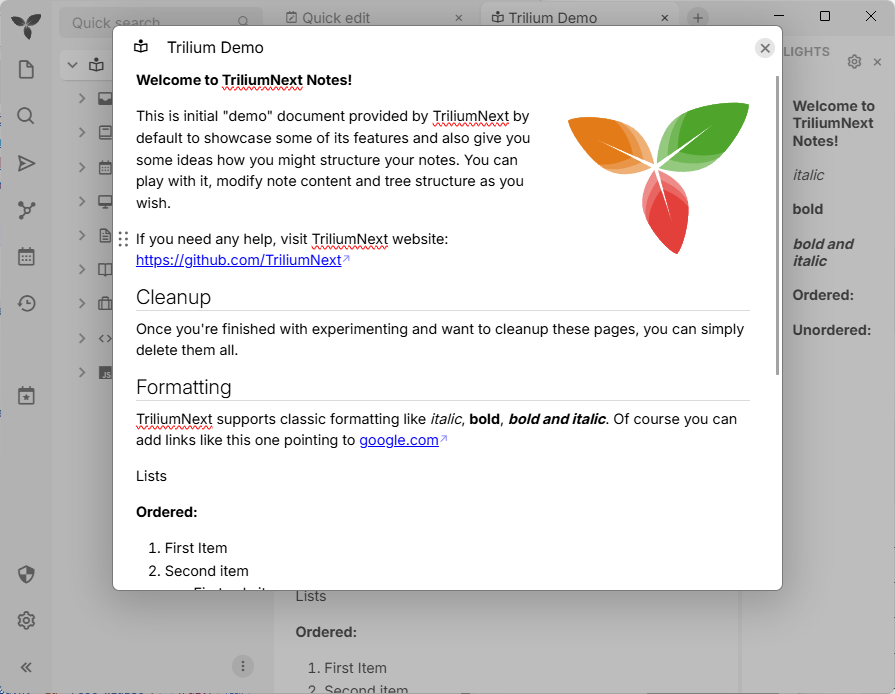 Quick search
Quick edit
Trilium Demo
LIGHTS
Trilium Demo
Welcome to TriliumNext Notes!
This is initial "demo" document provided by TriliumNext by
default to showcase some of its features and also give you
some ideas how you might structure your notes. You can
play with it, modify note content and tree structure as you
wish.
If you need any help, visit TriliumNext website:
https://github.com/TriliumNext
Cleanup
Once you're finished with experimenting and want to cleanup these pages, you can simply
delete them all.
Formatting
TriliumNext supports classic formatting like italic, bold, bold and italic. Of course you can
add links like this one pointing to google.com
Lists
Ordered:
1. First Item
2. Second item
Welcome to
TriliumNext
Notes!
italic
bold
bold and
italic
Ordered:
Unordered:
JS
Lists
Ordered:
1. First Item
2. Second item